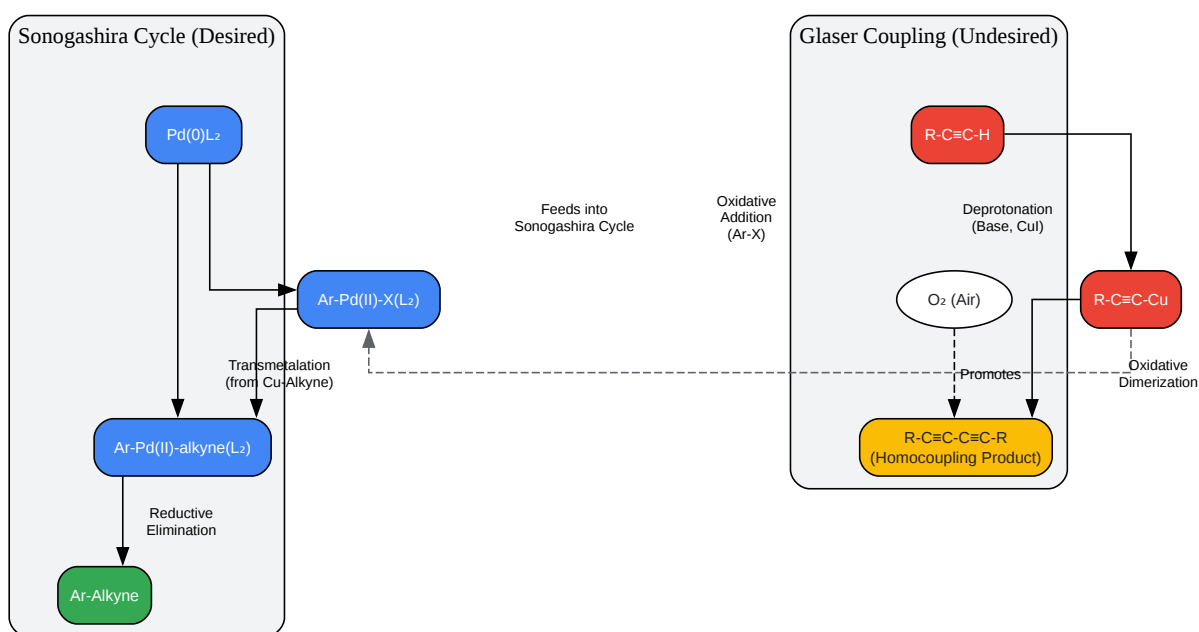 Sonogashira Cycle (Desired)
Glaser Coupling (Undesired)
Pd(0)L₂
R-C≡C-H
Feeds into
Sonogashira Cycle
Oxidative
Addition
(Ar-X)
Deprotonation
(Base, CuI)
Ar-Pd(II)-X(L₂)
O₂ (Air)
R-C≡C-Cu
Transmetalation
(from Cu-Alkyne)
Promotes
Oxidative
Dimerization
Ar-Pd(II)-alkyne(L₂)
R-C≡C-C≡C-R
(Homocoupling Product)
Reductive
Elimination
Ar-Alkyne